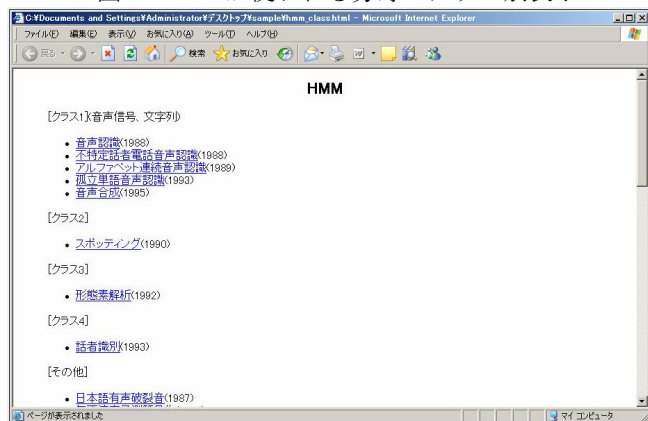 C:¥Documents and Settings¥Administrator¥デスクトップ¥sample¥hmm_class.html - Microsoft Internet Explorer
ファイル(F) 編集(E) 表示(V) お気に入り(A) ツール(T) ヘルプ(H)
戻る 検索 お気に入り
HMM
[クラス1](音声信号、文字列)
音声認識(1988)
不特定話者電話音声認識(1988)
アルファベット連続音声認識(1989)
孤立単語音声認識(1993)
音声合成(1995)
[クラス2]
スポッティング(1990)
[クラス3]
形態素解析(1992)
[クラス4]
話者識別(1993)
[その他]
日本語有声破裂音(1987)
ページが表示されました マイ コンピュータ